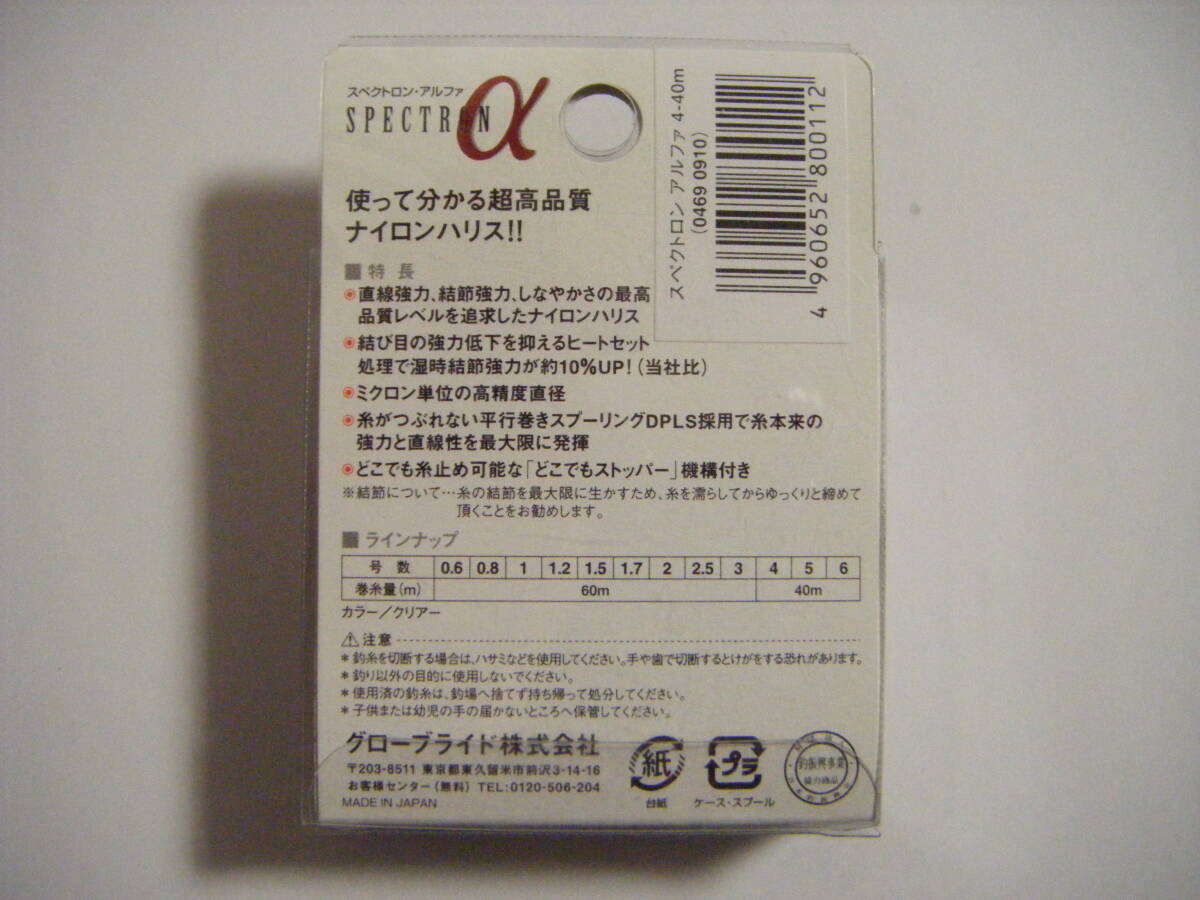 スペクトロン・アルファ
SPECTRON α
使って分かる超高品質
ナイロンハリス!!
■特長
◉直線強力、結節強力、しなやかさの最高
品質レベルを追求したナイロンハリス
◉結び目の強力低下を抑えるヒートセット
処理で湿時結節強力が約10%UP!(当社比)
◉ミクロン単位の高精度直径
◉糸がつぶれない平行巻きスプーリングDPLS採用で糸本来の
強力と直線性を最大限に発揮
◉どこでも糸止め可能な「どこでもストッパー」機構付き
※結節について…糸の結節を最大限に生かすため、糸を濡らしてからゆっくりと締めて
頂くことをお勧めします。
■ラインナップ
号 数 0.6 0.8 1 1.2 1.5 1.7 2 2.5 3 4 5 6
巻糸量(m) 60m 40m
カラー/クリアー
⚠注意
*釣糸を切断する場合は、ハサミなどを使用してください。手や歯で切断するとけがをする恐れがあります。
*釣り以外の目的に使用しないでください。
*使用済の釣糸は、釣場へ捨てず持ち帰って処分してください。
*子供または幼児の手の届かないところへ保管してください。
グローブライド株式会社
〒203-8511 東京都東久留米市前沢3-14-16
お客様センター(無料) TEL:0120-506-204
MADE IN JAPAN
紙
台紙
プラ
ケース・スプール
釣振興事業
協力商品
スペクトロン アルファ 4-40m
(0469 0910)
4 960652 800112